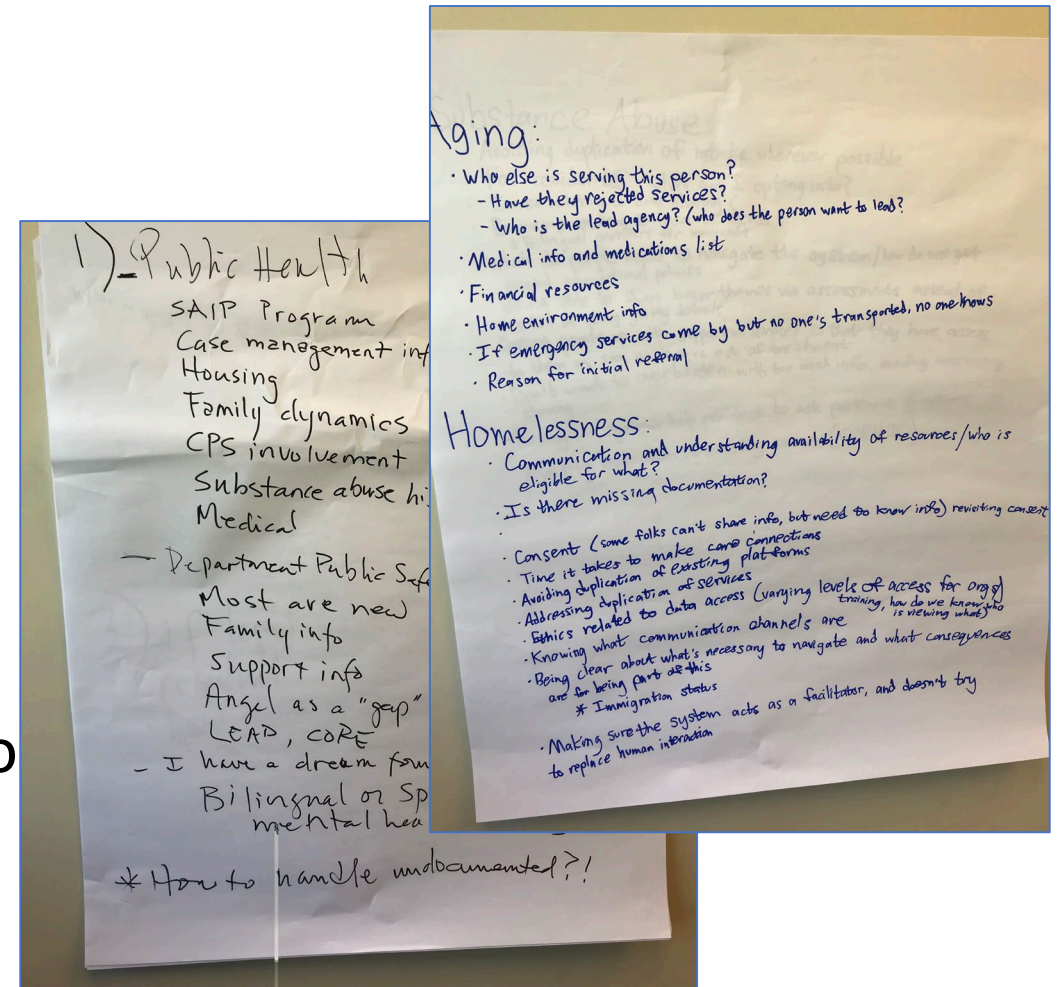 1) - Public Health
SAIP Program
Case management inf
Housing
Family dynamics
CPS involvement
Substance abuse hi
Medical
- Department Public Safe
Most are new
Family info
Support info
Angel as a "gap"
LEAD, CORE
- I have a dream foun
Bilingual or Sp
mental hea
* How to handle undocumented?!
Aging:
· Who else is serving this person?
- Have they rejected services?
- Who is the lead agency? (who does the person want to lead?
· Medical info and medications list
· Financial resources
· Home environment info
· If emergency services come by but no one's transported, no one knows
· Reason for initial referral
Homelessness:
· Communication and understanding availability of resources/who is
eligible for what?
· Is there missing documentation?
· Consent (some folks can't share info, but need to know info) revisiting consent
· Time it takes to make care connections
· Avoiding duplication of existing platforms
· Addressing duplication of services
· Ethics related to data access (varying levels of access for orgs)
training, how do we know who
is viewing what)
· Knowing what communication channels are
· Being clear about what's necessary to navigate and what consequences
are for being part of this
* Immigration status
· Making sure the system acts as a facilitator, and doesn't try
to replace human interaction
Substance Abuse
Avoiding duplication of intake wherever possible